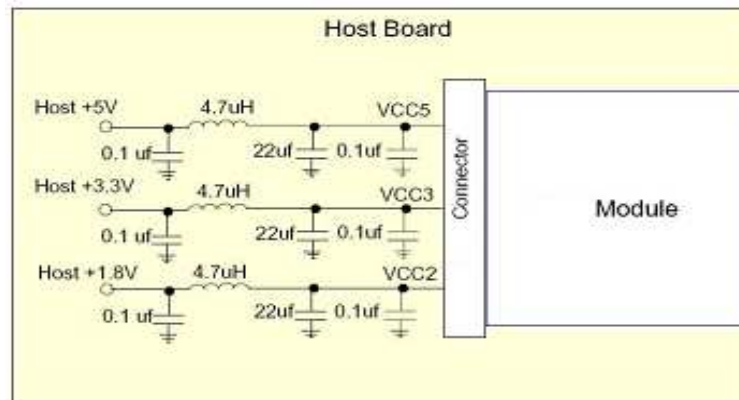 Host Board
Host +5V
4.7uH
VCC5
0.1 uf
22uf
0.1uf
Host +3.3V
4.7uH
VCC3
0.1 uf
22uf
0.1uf
Host +1.8V
4.7uH
VCC2
0.1 uf
22uf
0.1uf
Connector
Module